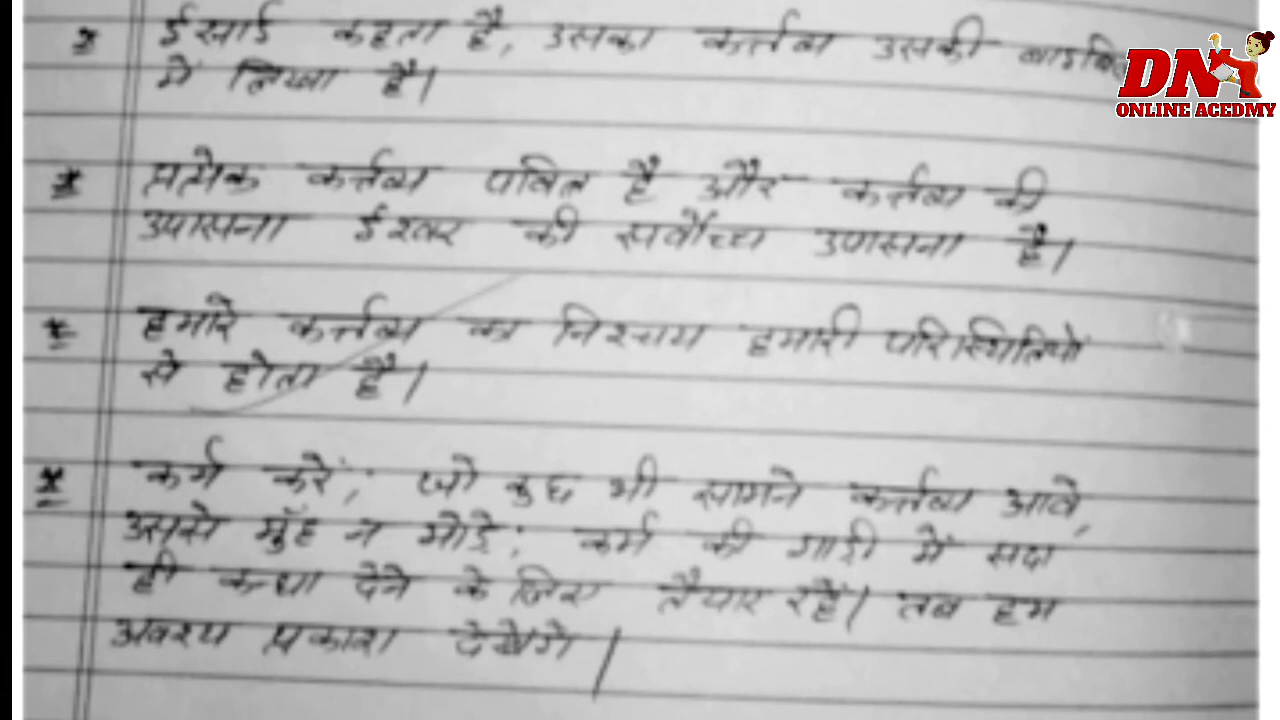 * ईसाई कहता है, उसका कर्त्तव्य उसकी
में लिखा है।
* प्रत्येक कर्त्तव्य पवित्र है और कर्त्तव्य की
उपासना ईश्वर की सर्वोच्च उपासना है।
* हमारे कर्त्तव्य का निश्चय हमारी परिस्थितियों
से होता है।
* कर्म करें, जो कुछ भी सामने कर्त्तव्य आवे,
उससे मुँह न मोड़े; कर्म की गाड़ी में सदा
ही कन्धा देने के लिए तैयार रहें। तब हम
अवश्य प्रकाश देखेंगे।
DN
ONLINE ACEDMY